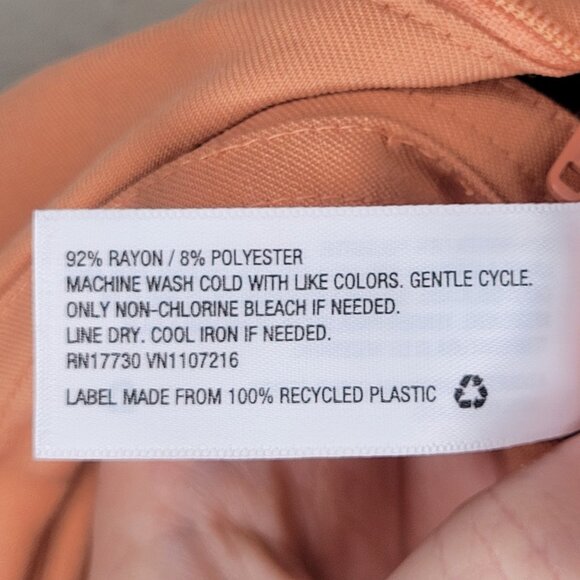 92% RAYON / 8% POLYESTER
MACHINE WASH COLD WITH LIKE COLORS. GENTLE CYCLE.
ONLY NON-CHLORINE BLEACH IF NEEDED.
LINE DRY. COOL IRON IF NEEDED.
RN17730 VN1107216
LABEL MADE FROM 100% RECYCLED PLASTIC